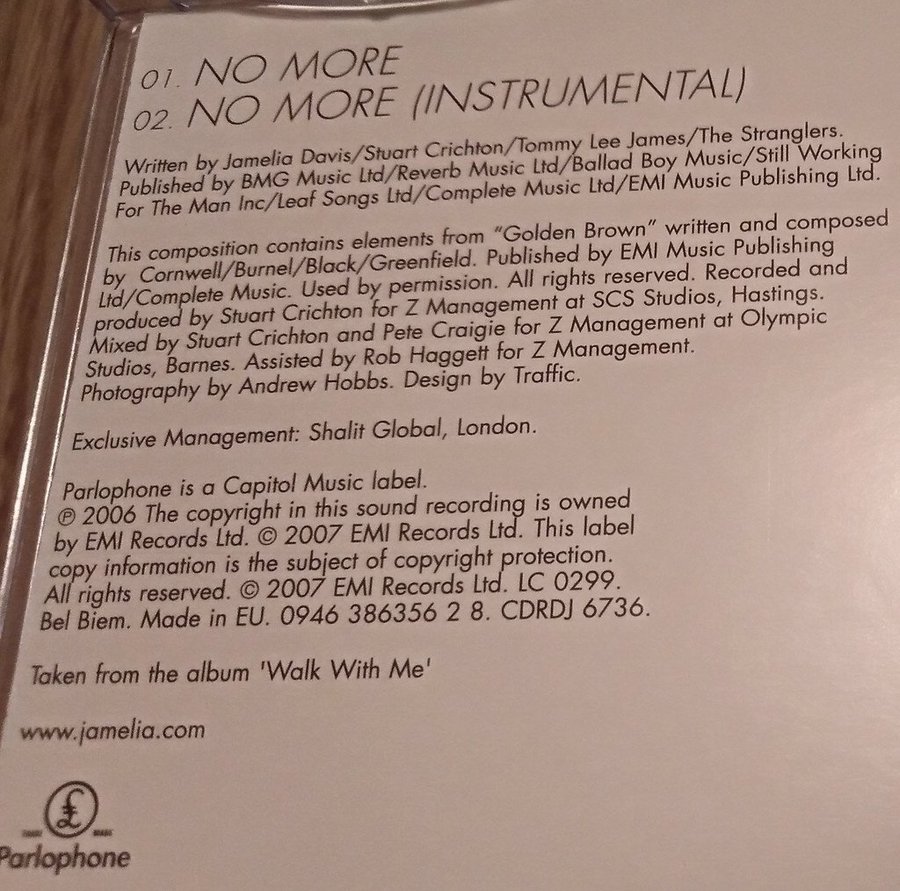 01. NO MORE
02. NO MORE (INSTRUMENTAL)
Written by Jamelia Davis/Stuart Crichton/Tommy Lee James/The Stranglers.
Published by BMG Music Ltd/Reverb Music Ltd/Ballad Boy Music/Still Working
For The Man Inc/Leaf Songs Ltd/Complete Music Ltd/EMI Music Publishing Ltd.
This composition contains elements from “Golden Brown” written and composed
by Cornwell/Burnel/Black/Greenfield. Published by EMI Music Publishing
Ltd/Complete Music. Used by permission. All rights reserved. Recorded and
produced by Stuart Crichton for Z Management at SCS Studios, Hastings.
Mixed by Stuart Crichton and Pete Craigie for Z Management at Olympic
Studios, Barnes. Assisted by Rob Haggett for Z Management.
Photography by Andrew Hobbs. Design by Traffic.
Exclusive Management: Shalit Global, London.
Parlophone is a Capitol Music label.
℗ 2006 The copyright in this sound recording is owned
by EMI Records Ltd. © 2007 EMI Records Ltd. This label
copy information is the subject of copyright protection.
All rights reserved. © 2007 EMI Records Ltd. LC 0299.
Bel Biem. Made in EU. 0946 386356 2 8. CDRDJ 6736.
Taken from the album 'Walk With Me'
www.jamelia.com
£
Parlophone